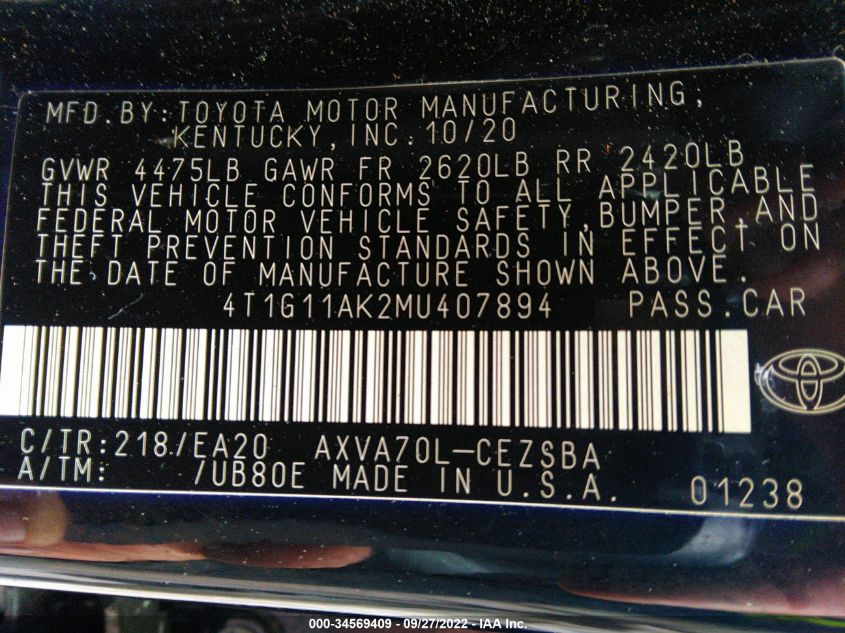 MFD.BY:TOYOTA MOTOR MANUFACTURING,
KENTUCKY,INC. 10/20
GVWR 4475LB GAWR FR 2620LB RR 2420LB
THIS VEHICLE CONFORMS TO ALL APPLICABLE
FEDERAL MOTOR VEHICLE SAFETY,BUMPER,AND
THEFT PREVENTION STANDARDS IN EFFECT ON
THE DATE OF MANUFACTURE SHOWN ABOVE.
4T1G11AK2MU407894 PASS.CAR
C/TR:218/EA20 AXVA70L-CEZSBA
A/TM: /UB80E MADE IN U.S.A. 01238
000-34569409 - 09/27/2022 - IAA Inc.